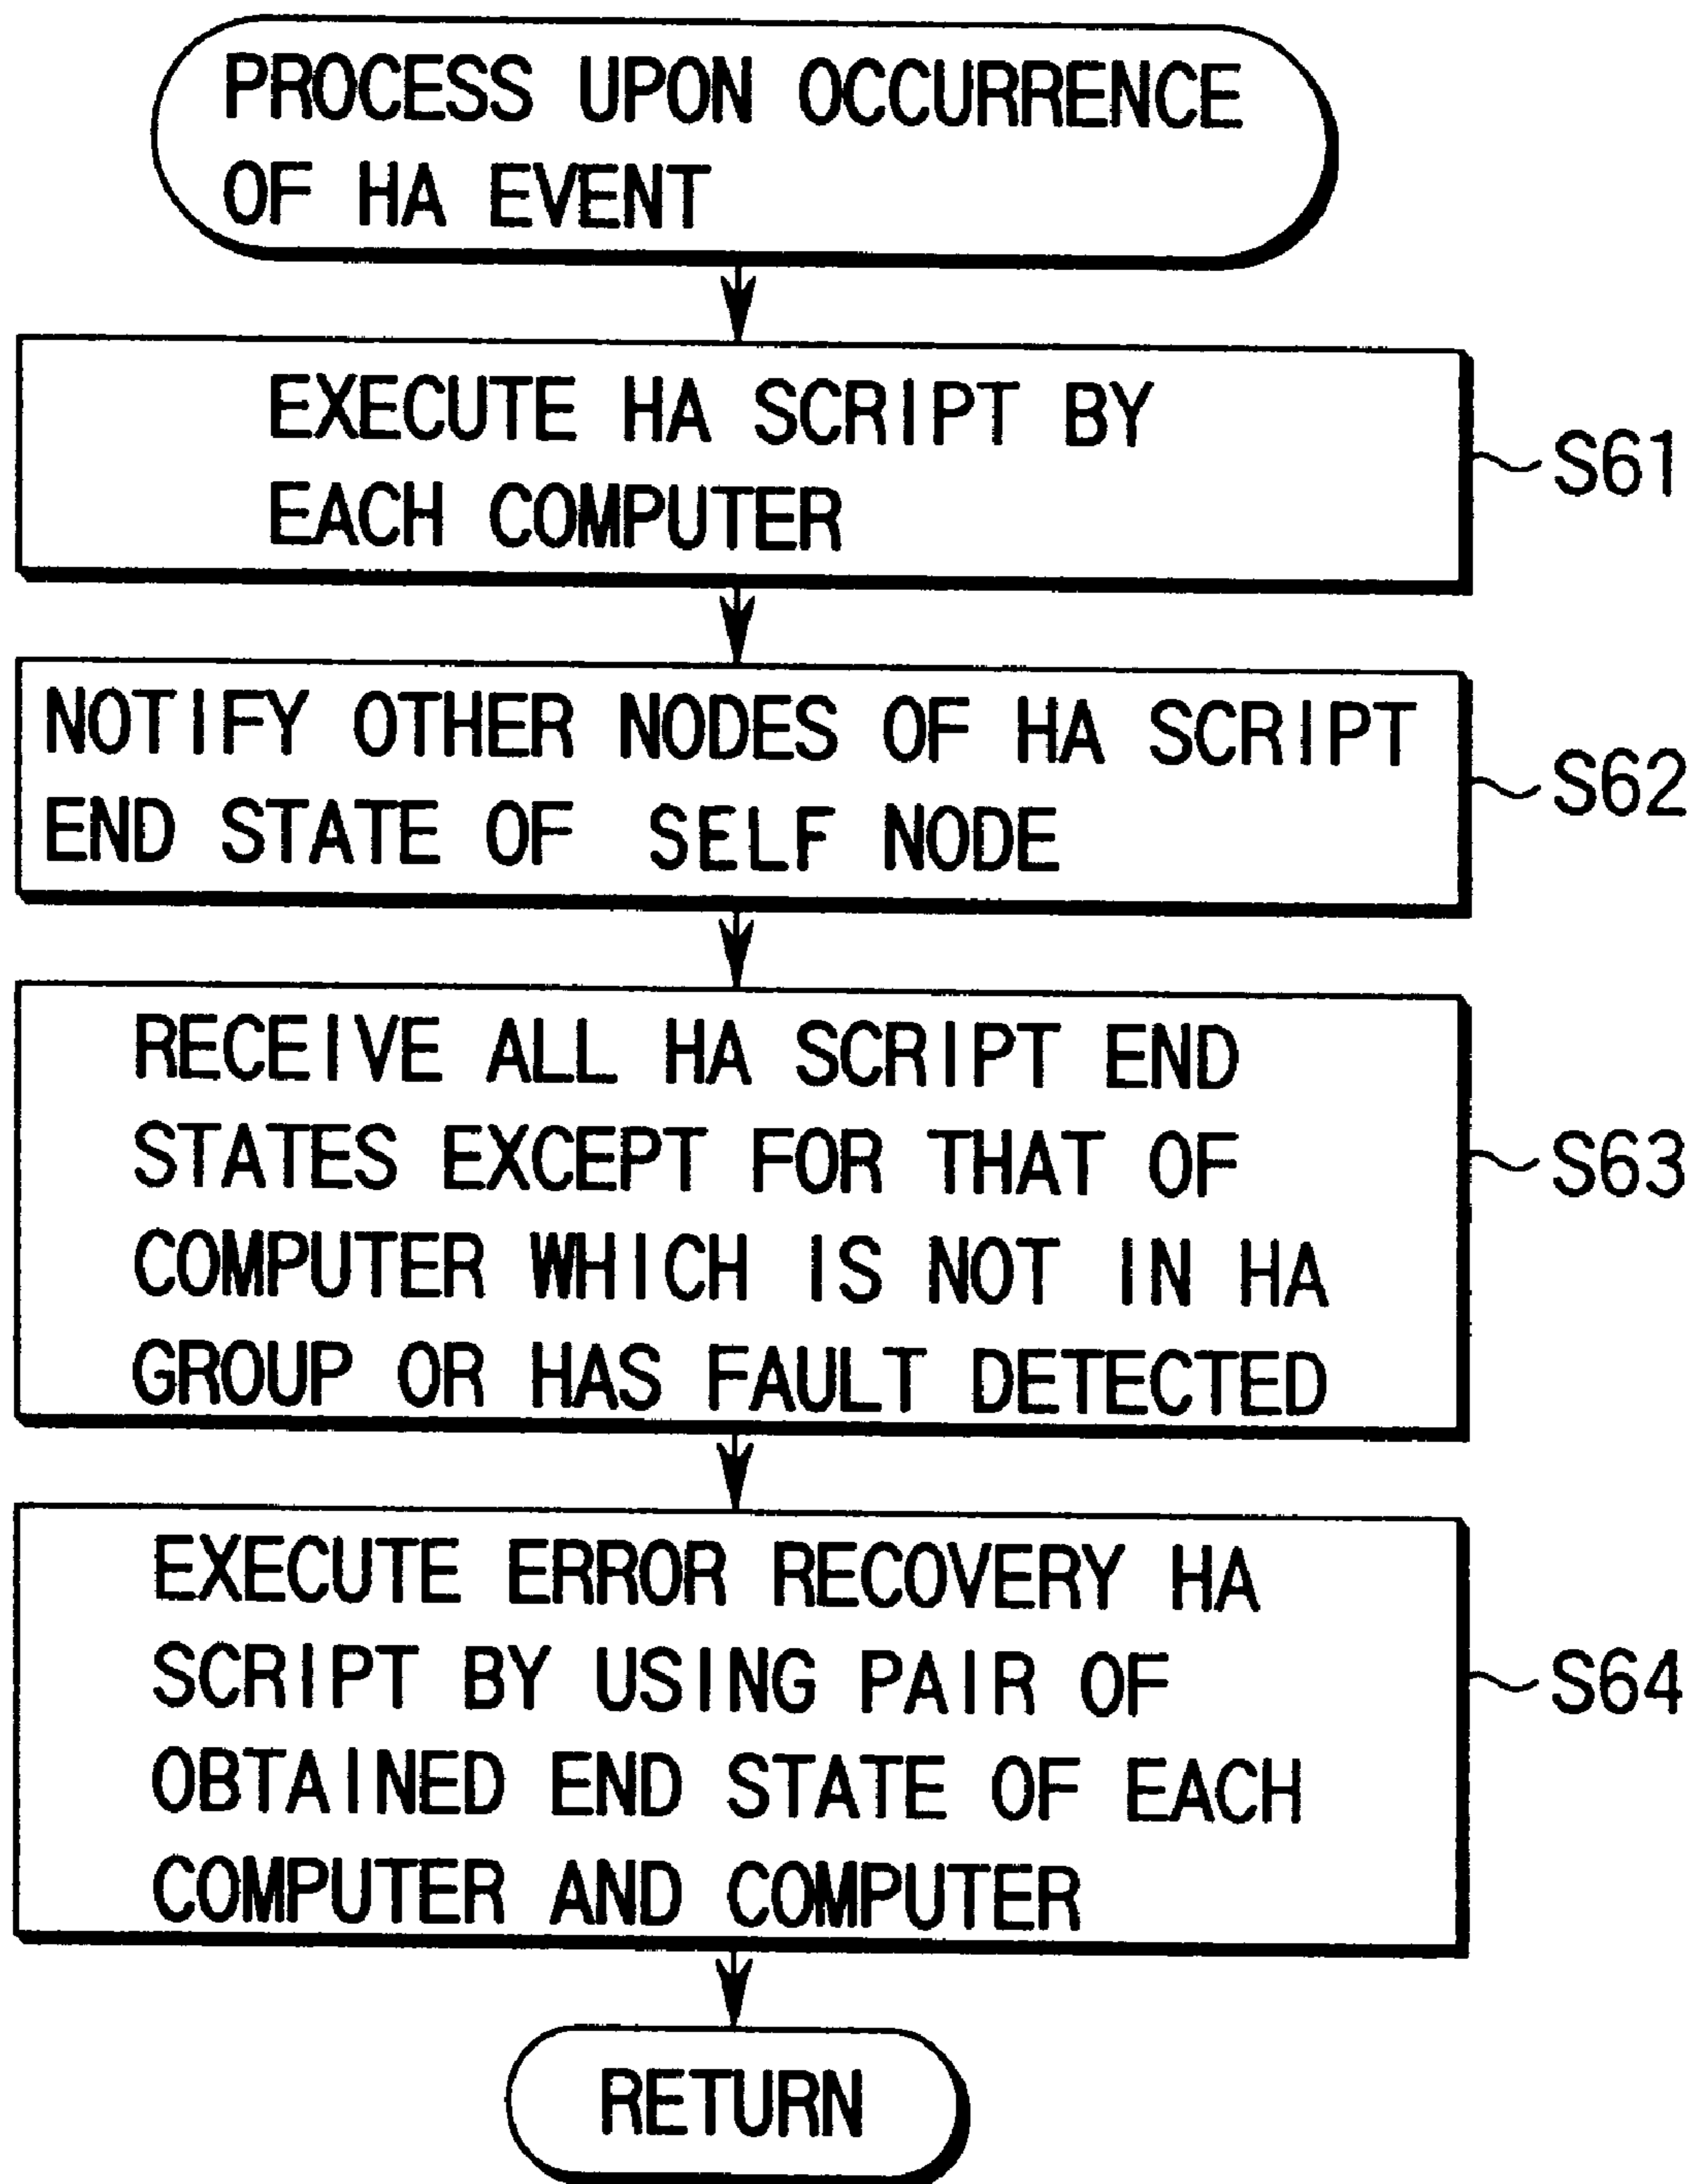 PROCESS UPON OCCURRENCE
OF HA EVENT
EXECUTE HA SCRIPT BY
EACH COMPUTER
S61
NOTIFY OTHER NODES OF HA SCRIPT
END STATE OF SELF NODE
S62
RECEIVE ALL HA SCRIPT END
STATES EXCEPT FOR THAT OF
COMPUTER WHICH IS NOT IN HA
GROUP OR HAS FAULT DETECTED
S63
EXECUTE ERROR RECOVERY HA
SCRIPT BY USING PAIR OF
OBTAINED END STATE OF EACH
COMPUTER AND COMPUTER
S64
RETURN